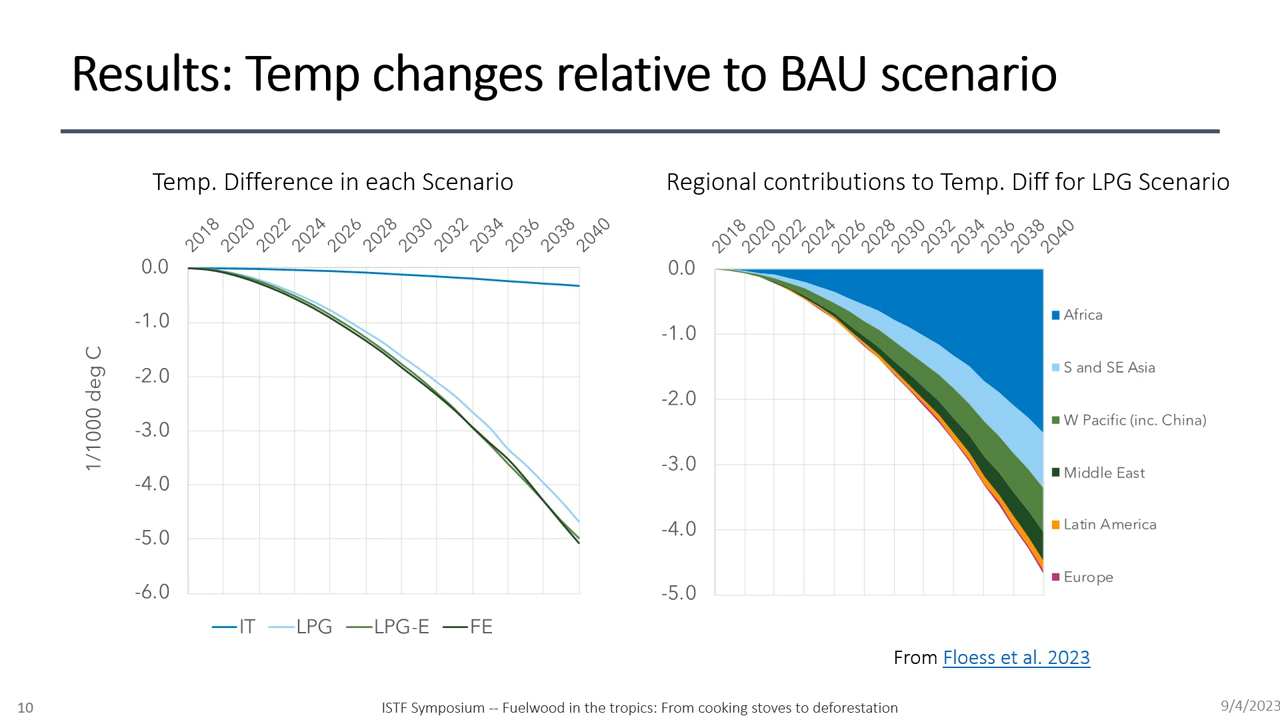 Results: Temp changes relative to BAU scenario
Temp. Difference in each Scenario
2018 2020 2022 2024 2026 2028 2030 2032 2034 2036 2038 2040
0.0
-1.0
-2.0
-3.0
-4.0
-5.0
-6.0
1/1000 deg C
IT LPG LPG-E FE
Regional contributions to Temp. Diff for LPG Scenario
2018 2020 2022 2024 2026 2028 2030 2032 2034 2036 2038 2040
0.0
-1.0
-2.0
-3.0
-4.0
-5.0
Africa
S and SE Asia
W Pacific (inc. China)
Middle East
Latin America
Europe
From Floess et al. 2023
10
ISTF Symposium -- Fuelwood in the tropics: From cooking stoves to deforestation
9/4/2023